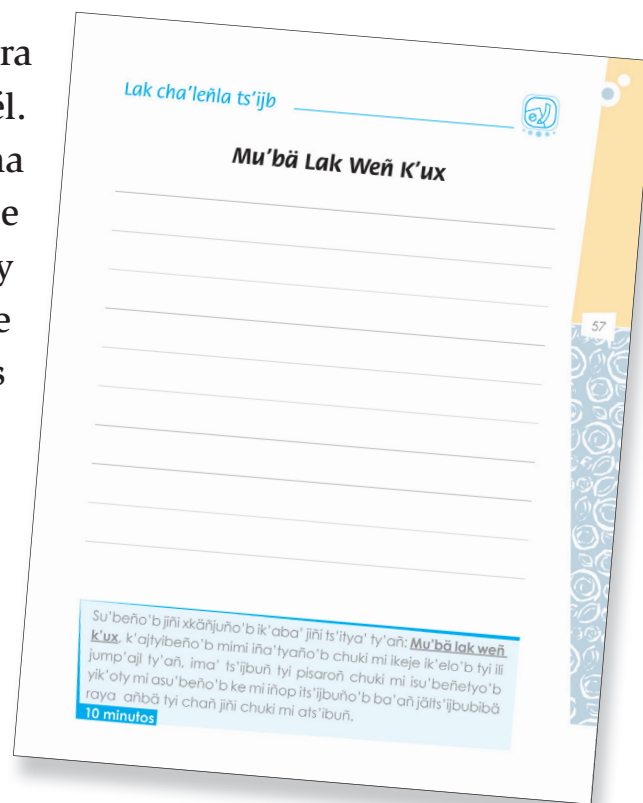 ra
él.
na
e
y
e
s
Lak cha'leñla ts'ijb
Mu'bä Lak Weñ K'ux
57
Su'beño'b jiñi xkäñjuño'b ik'aba' jiñi ts'itya' ty'añ; Mu'bä lak weñ
k'ux, k'ajtyibeño'b mimi iña'tyaño'b chuki mi ikeje ik'elo'b tyi ili
jump'ajl ty'añ, ima' ts'ijbuñ tyi pisaroñ chuki mi isu'beñetyo'b
yik'oty mi asu'beño'b ke mi iñop its'ijbuño'b ba'añ jälts'ijbubibä
raya añbä tyi chañ jiñi chuki mi ats'ibuñ.
10 minutos